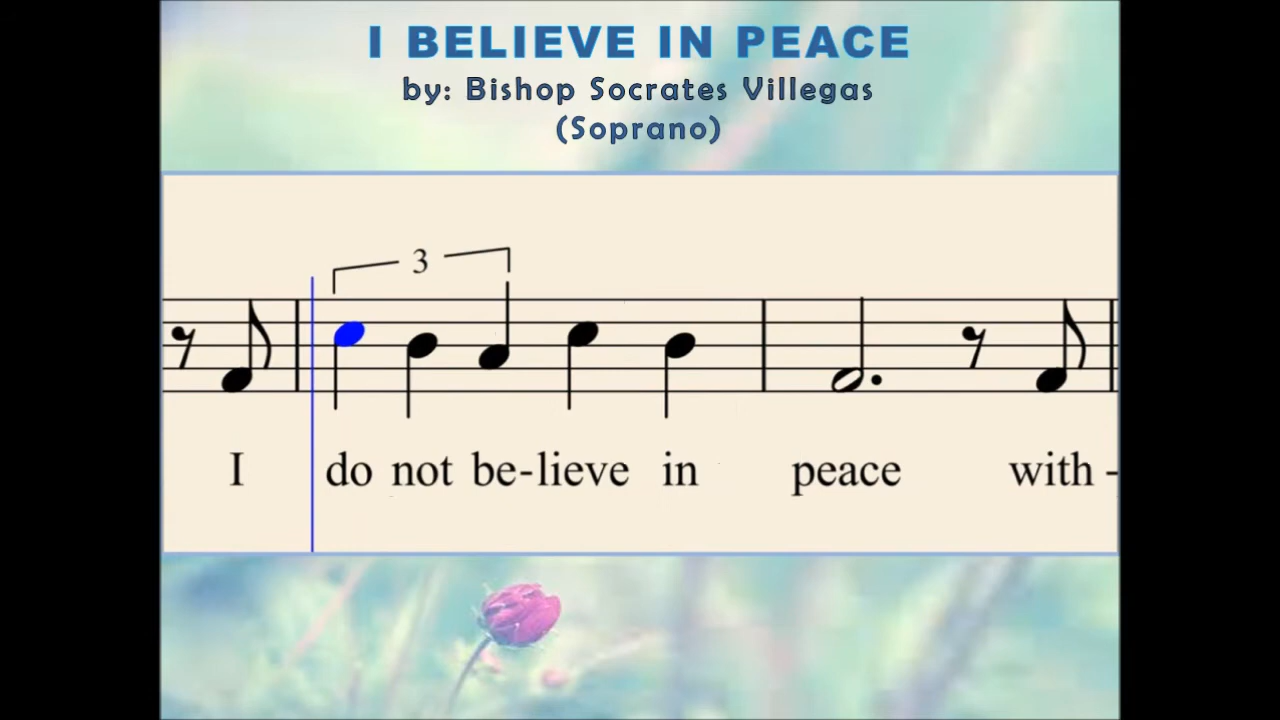 I BELIEVE IN PEACE
by: Bishop Socrates Villegas
(Soprano)
3
I do not be-lieve in peace with -